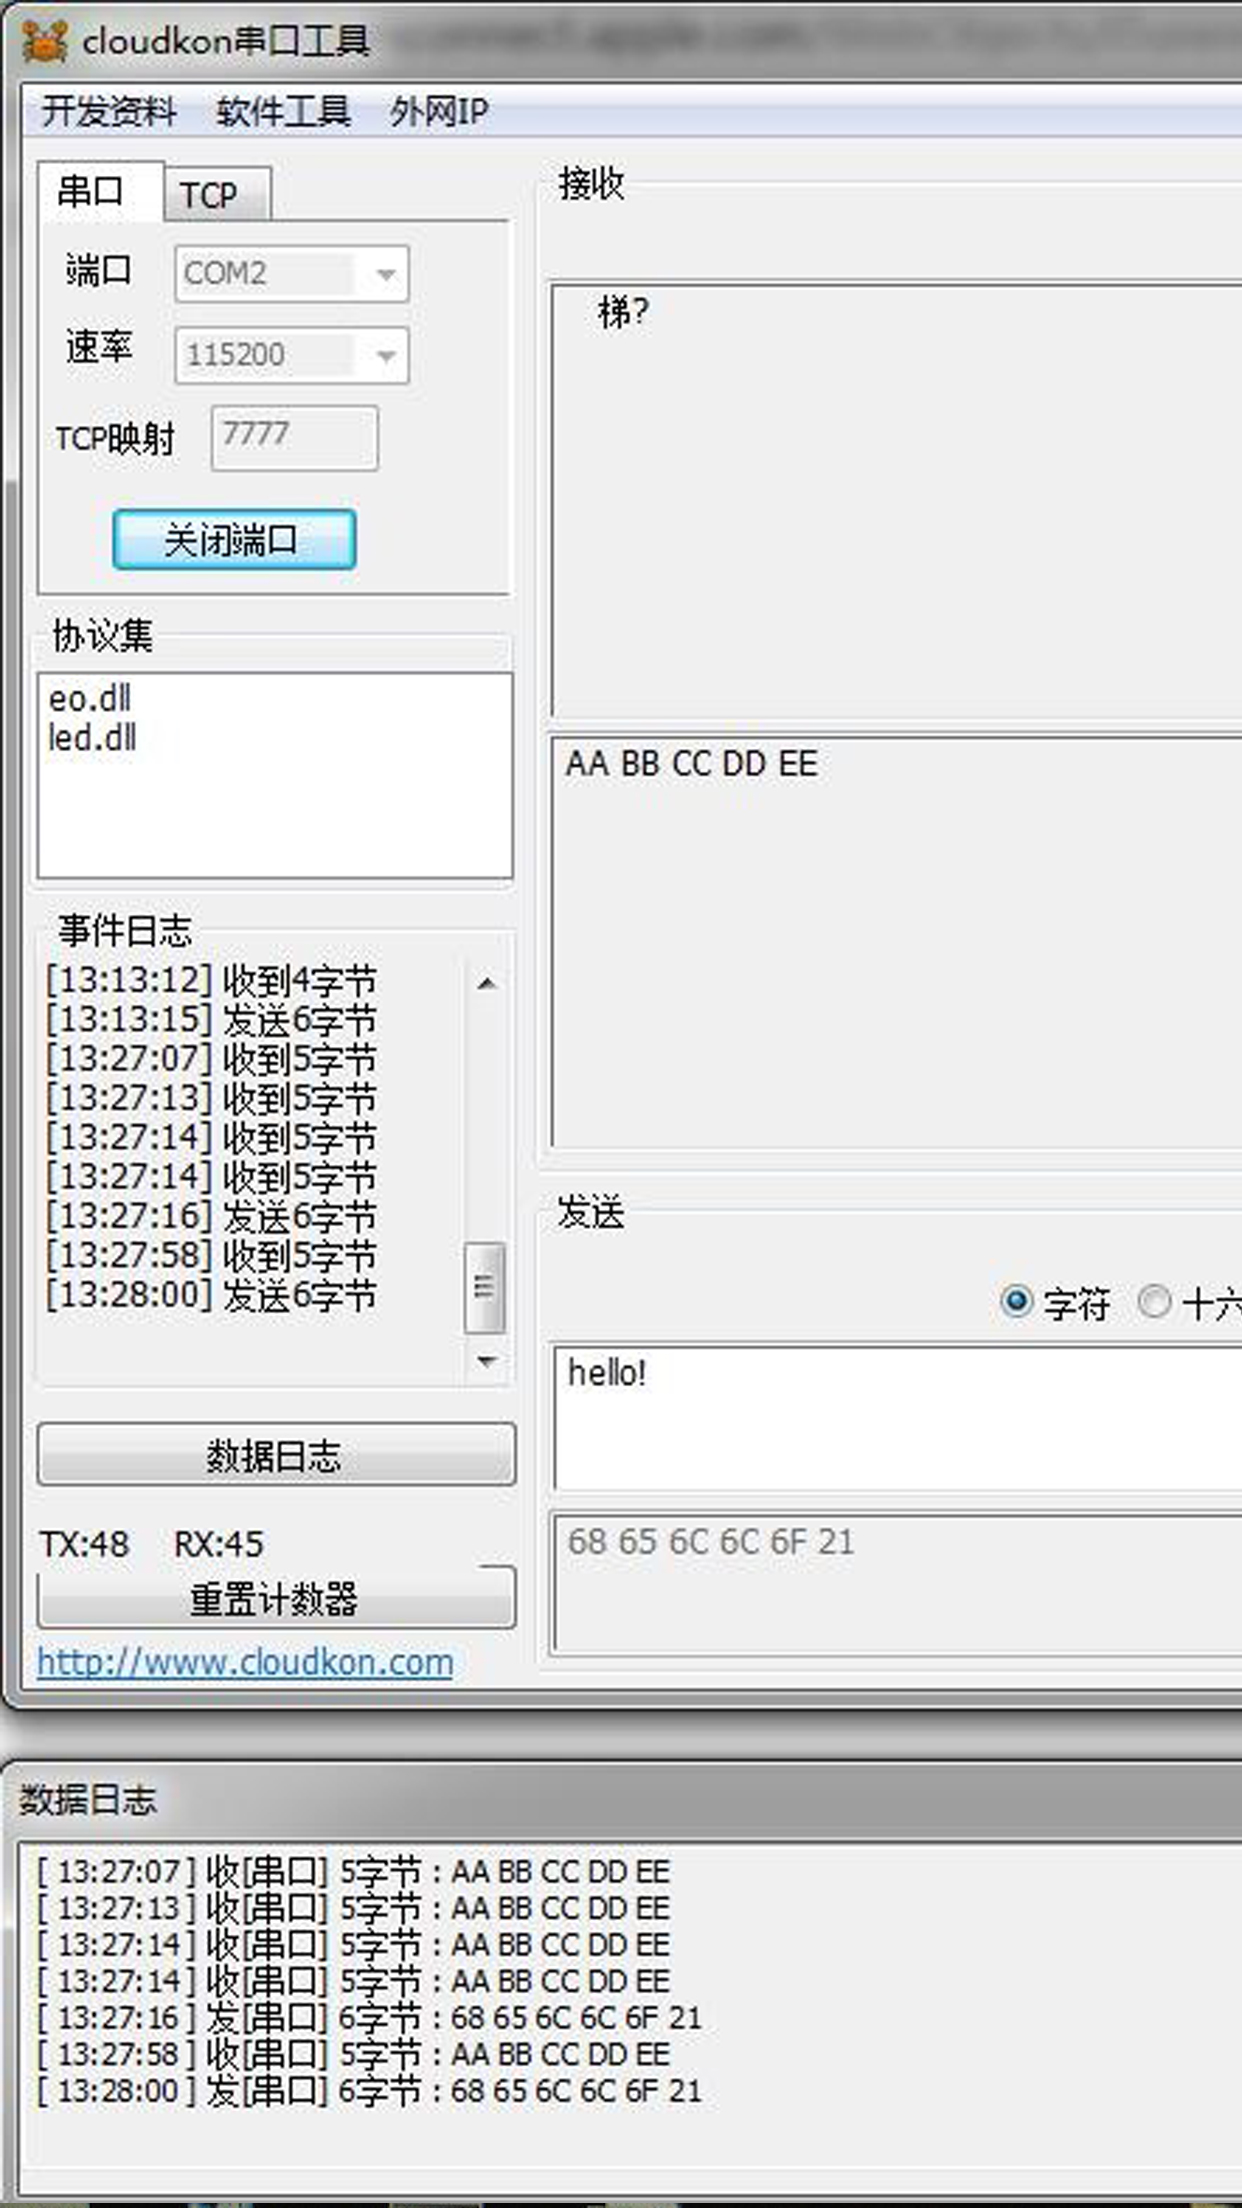 cloudkon串口工具
开发资料 软件工具 外网IP
串口 TCP
端口 COM2
速率 115200
TCP映射 7777
关闭端口
协议集
eo.dll
led.dll
事件日志
[13:13:12] 收到4字节
[13:13:15] 发送6字节
[13:27:07] 收到5字节
[13:27:13] 收到5字节
[13:27:14] 收到5字节
[13:27:14] 收到5字节
[13:27:16] 发送6字节
[13:27:58] 收到5字节
[13:28:00] 发送6字节
数据日志
TX:48 RX:45
重置计数器
http://www.cloudkon.com
接收
梯?
AA BB CC DD EE
发送
字符 十六
hello!
68 65 6C 6C 6F 21
数据日志
[ 13:27:07 ] 收[串口] 5字节 : AA BB CC DD EE
[ 13:27:13 ] 收[串口] 5字节 : AA BB CC DD EE
[ 13:27:14 ] 收[串口] 5字节 : AA BB CC DD EE
[ 13:27:14 ] 收[串口] 5字节 : AA BB CC DD EE
[ 13:27:16 ] 发[串口] 6字节 : 68 65 6C 6C 6F 21
[ 13:27:58 ] 收[串口] 5字节 : AA BB CC DD EE
[ 13:28:00 ] 发[串口] 6字节 : 68 65 6C 6C 6F 21